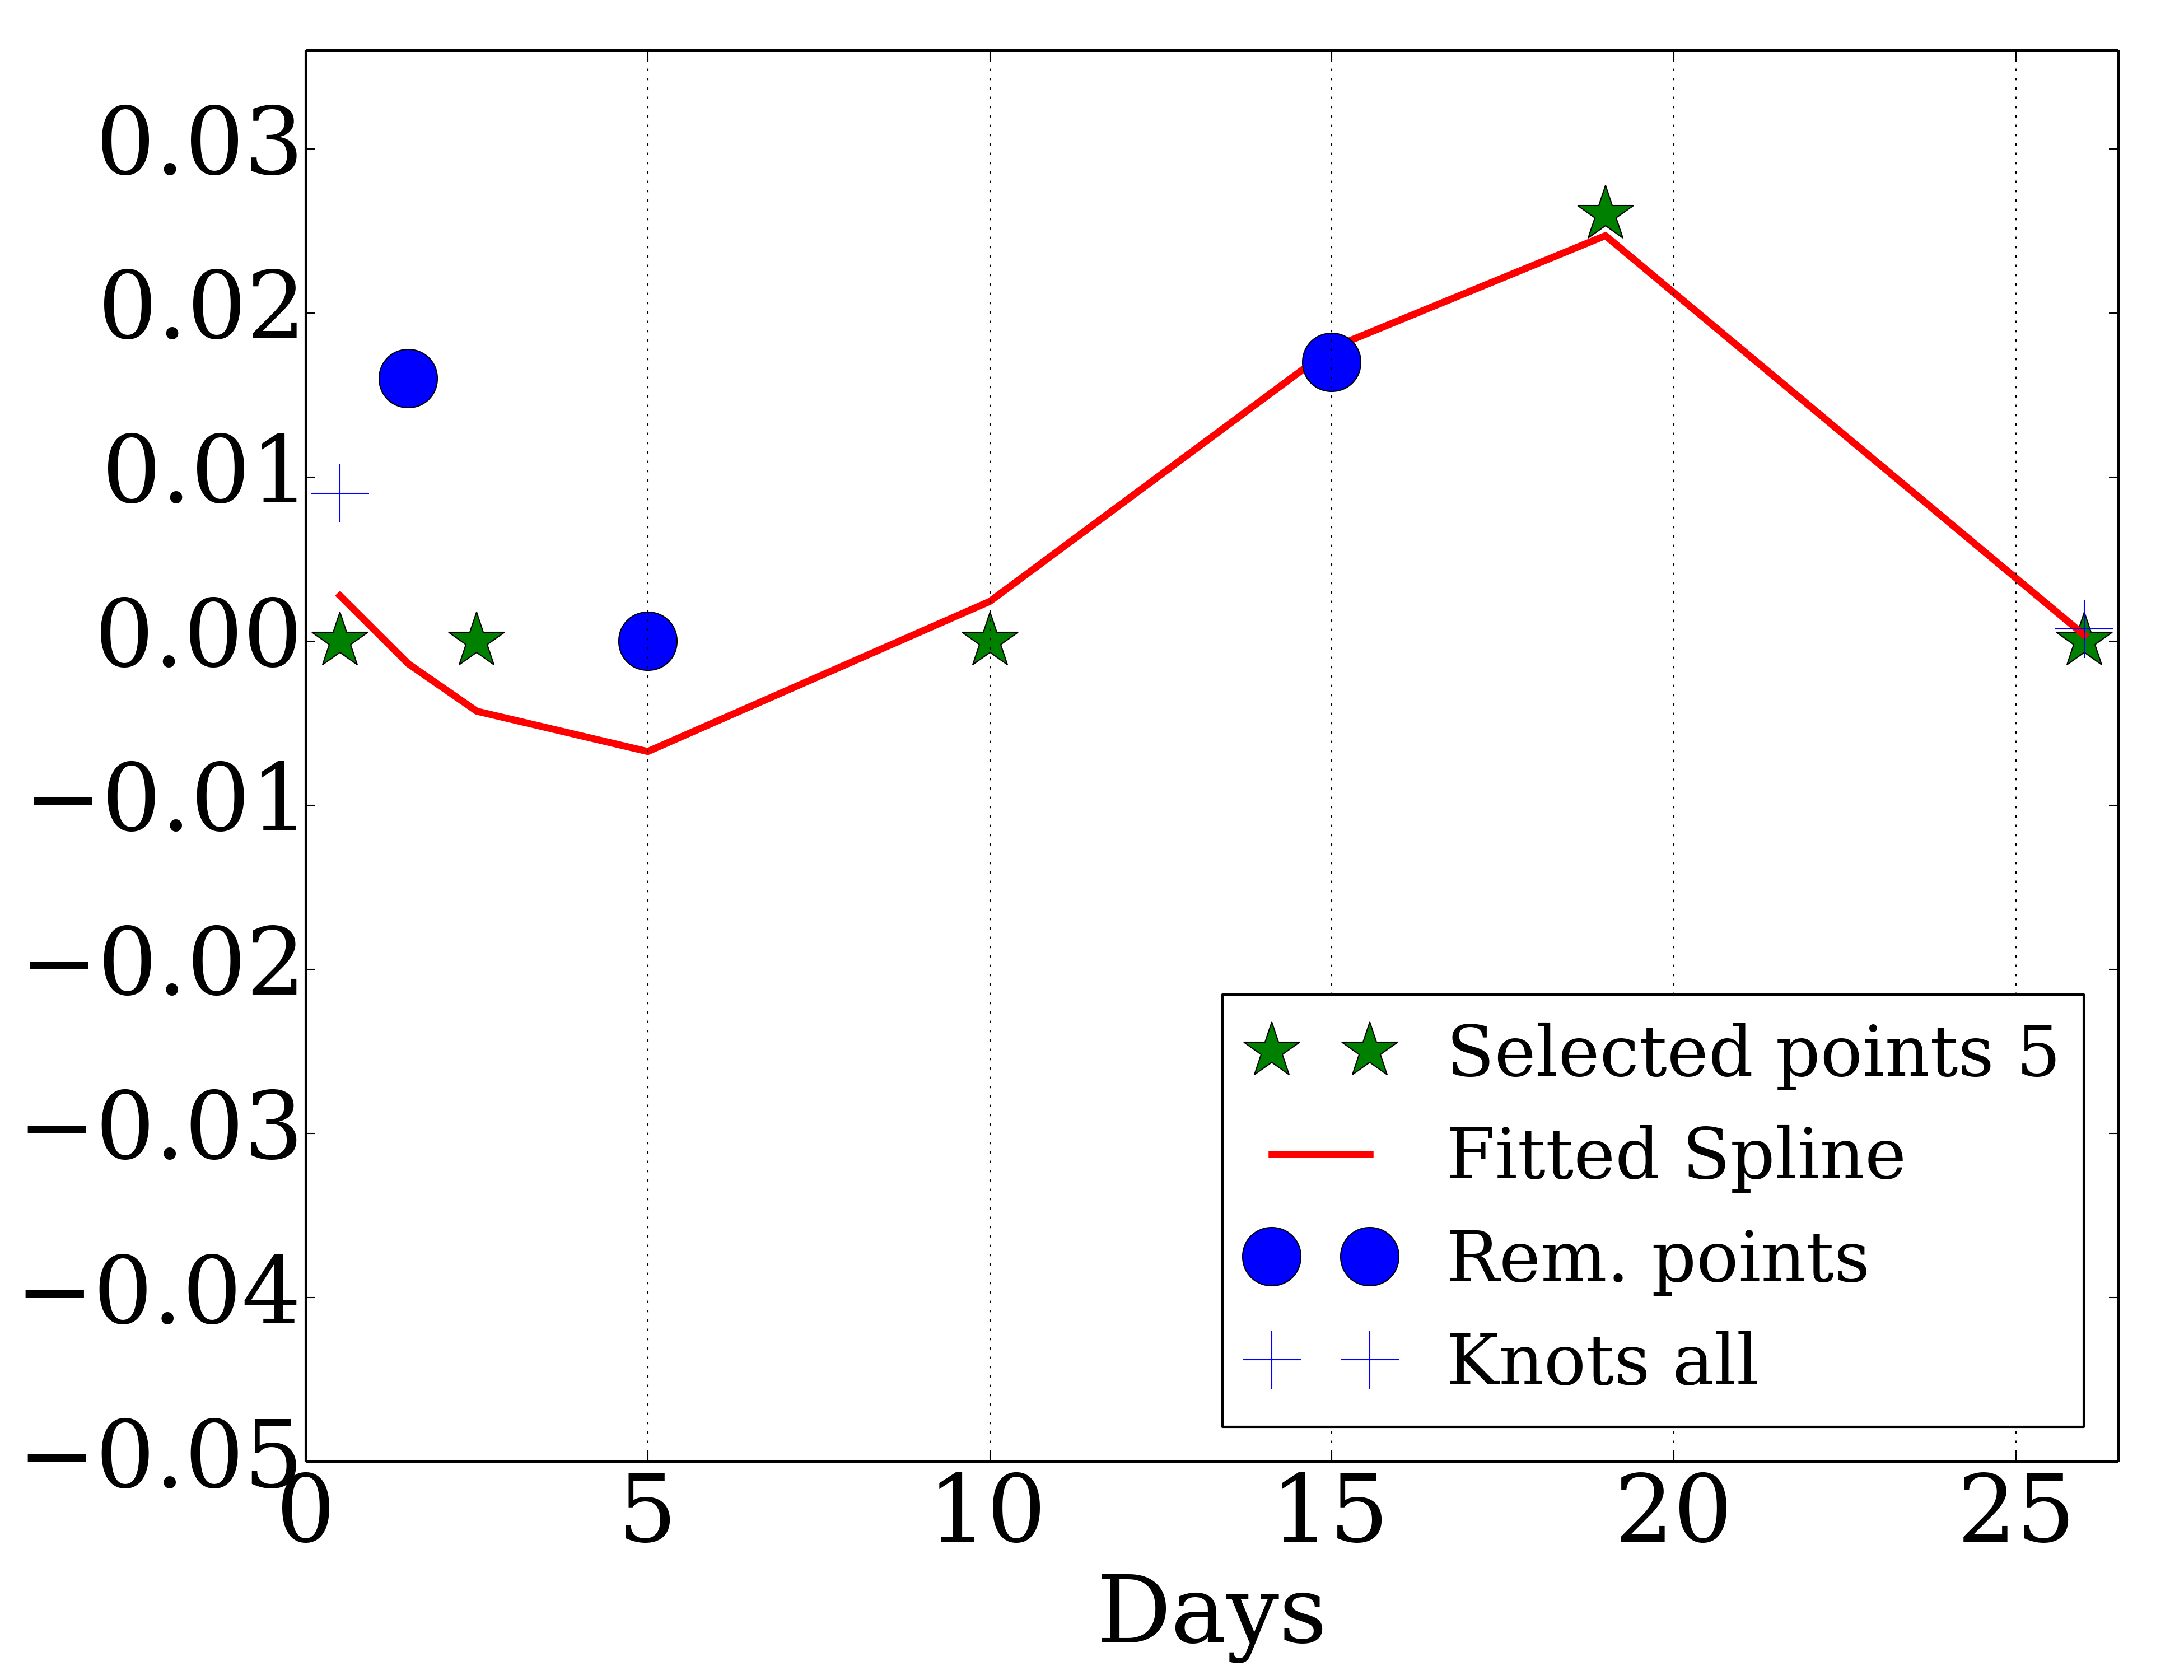 0.03
0.02
0.01
0.00
−0.01
−0.02
−0.03
−0.04
−0.05
0 5 10 15 20 25
Days
Selected points 5
Fitted Spline
Rem. points
Knots all